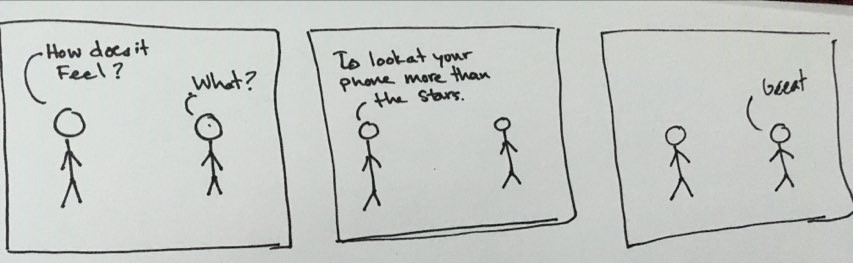 How does it
Feel?
What?
To look at your
phone more than
the stars.
Great